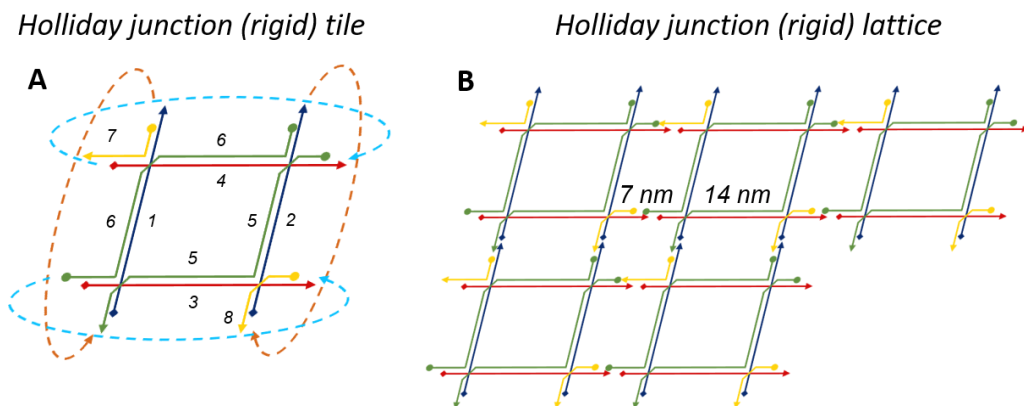 Holliday junction (rigid) tile
Holliday junction (rigid) lattice
A
B
7
6
4
6
1
5
2
5
3
8
7 nm
14 nm